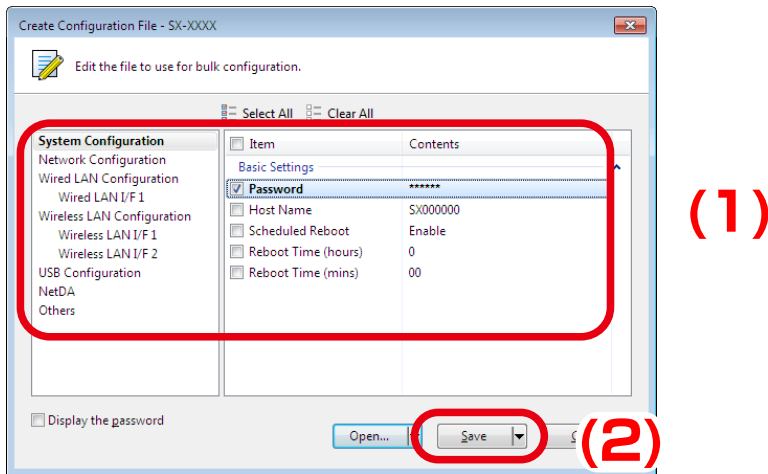 Create Configuration File - SX-XXXX
Edit the file to use for bulk configuration.
Select All Clear All
System Configuration
Network Configuration
Wired LAN Configuration
Wired LAN I/F 1
Wireless LAN Configuration
Wireless LAN I/F 1
Wireless LAN I/F 2
USB Configuration
NetDA
Others
Item Contents
Basic Settings
Password ******
Host Name SX000000
Scheduled Reboot Enable
Reboot Time (hours) 0
Reboot Time (mins) 00
(1)
Display the password
Open... Save
(2)